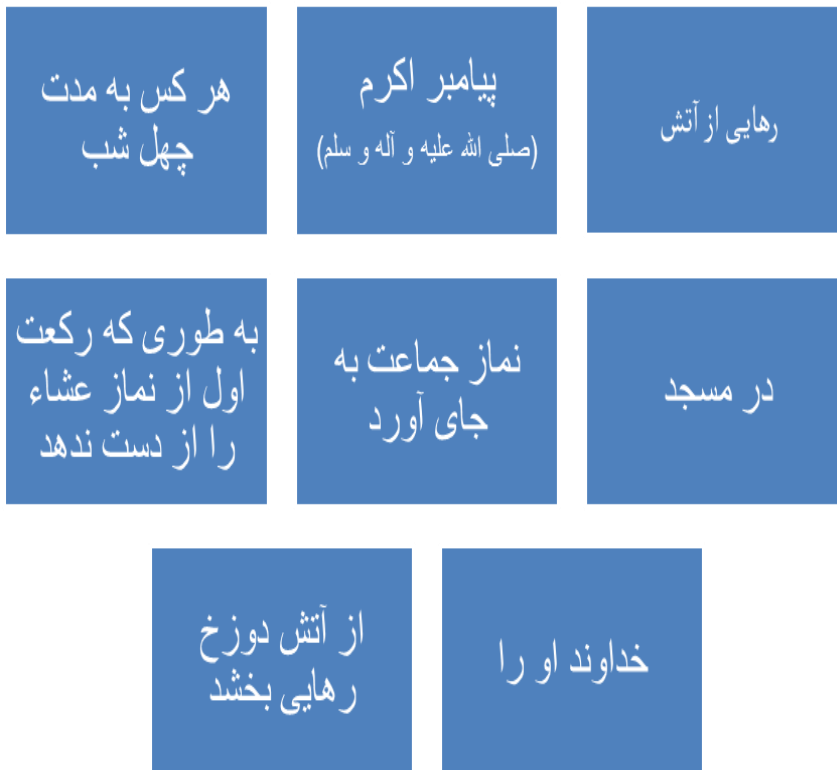 رهایی از آتش
پیامبر اکرم
(صلی الله علیه و آله و سلم)
هر کس به مدت
چهل شب
در مسجد
نماز جماعت به
جای آورد
به طوری که رکعت
اول از نماز عشاء
را از دست ندهد
خداوند او را
از آتش دوزخ
رهایی بخشد